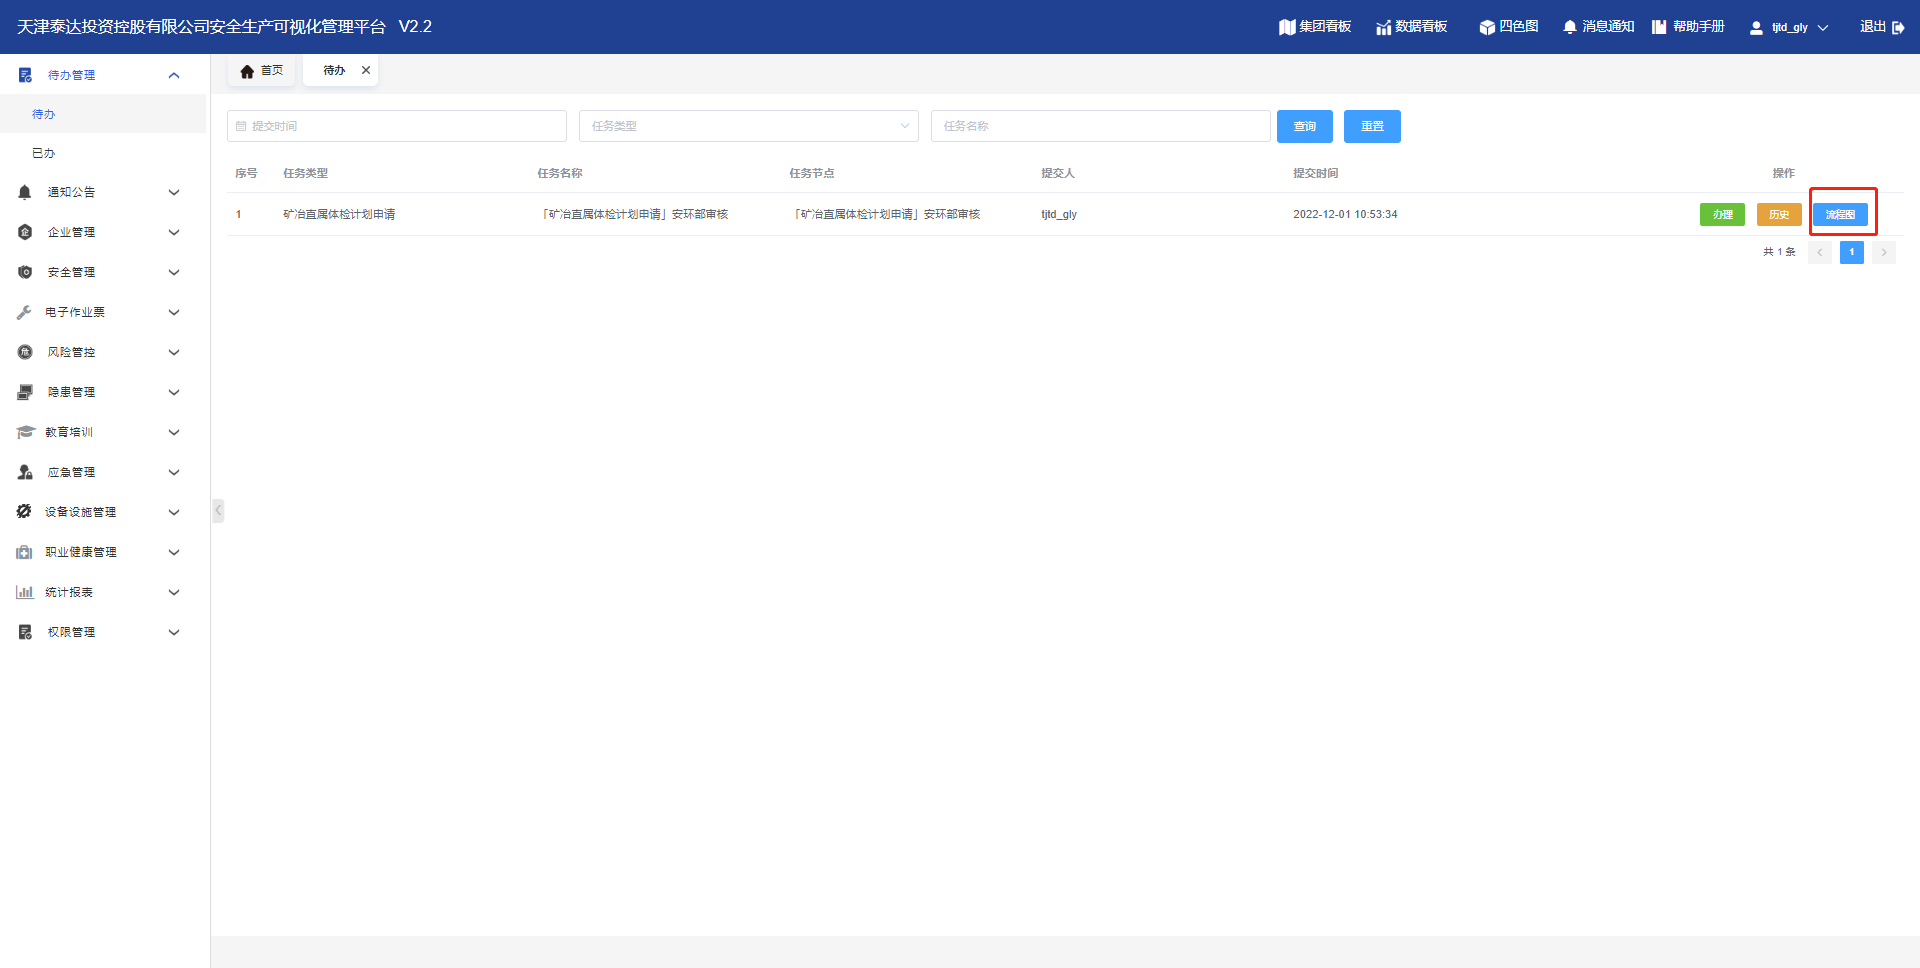 天津泰达投资控股有限公司安全生产可视化管理平台 V2.2
集团看板 数据看板 四色图 消息通知 帮助手册 tjtd_gly 退出
待办管理
待办
已办
通知公告
企业管理
安全管理
电子作业票
风险管控
隐患管理
教育培训
应急管理
设备设施管理
职业健康管理
统计报表
权限管理
首页 待办
提交时间 任务类型 任务名称 查询 重置
序号 任务类型 任务名称 任务节点 提交人 提交时间 操作
1 矿冶直属体检计划申请 「矿冶直属体检计划申请」安环部审核 「矿冶直属体检计划申请」安环部审核 tjtd_gly 2022-12-01 10:53:34 办理 历史 流程图
共 1 条 1